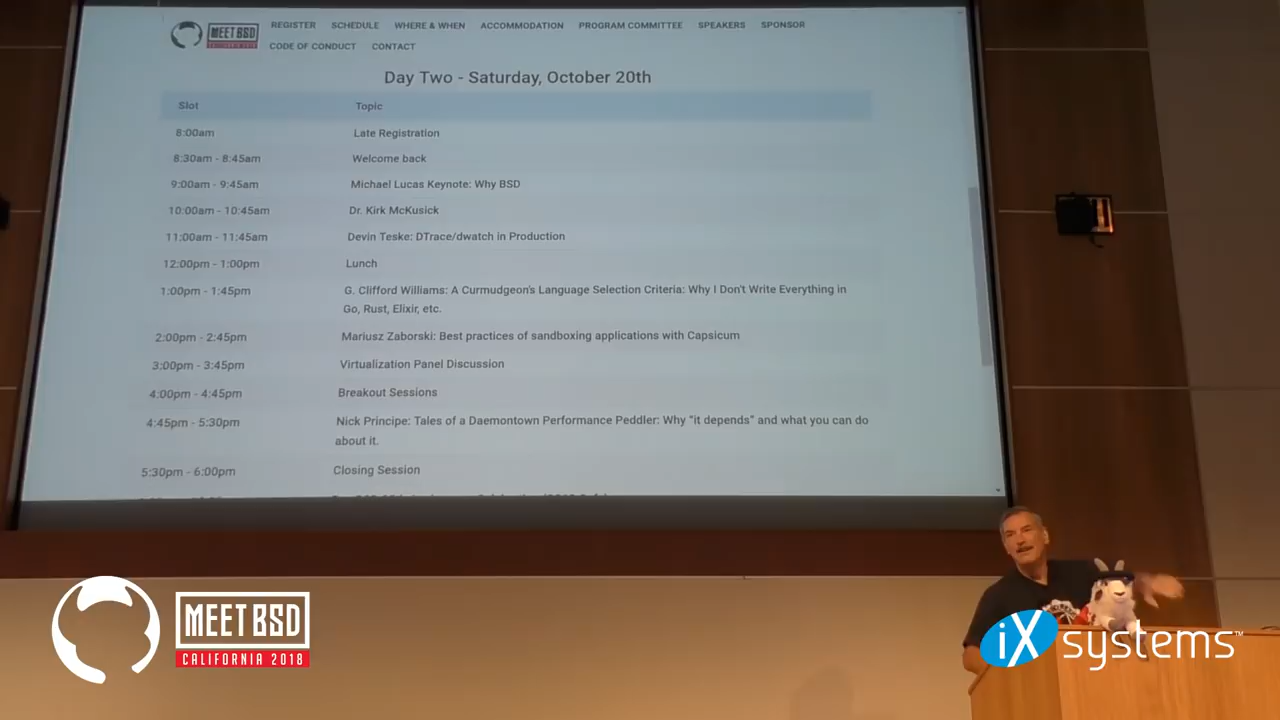 MEET BSD
CALIFORNIA 2018
REGISTER SCHEDULE WHERE & WHEN ACCOMMODATION PROGRAM COMMITTEE SPEAKERS SPONSOR
CODE OF CONDUCT CONTACT
Day Two - Saturday, October 20th
Slot Topic
8:00am Late Registration
8:30am - 8:45am Welcome back
9:00am - 9:45am Michael Lucas Keynote: Why BSD
10:00am - 10:45am Dr. Kirk McKusick
11:00am - 11:45am Devin Teske: DTrace/dwatch in Production
12:00pm - 1:00pm Lunch
1:00pm - 1:45pm G. Clifford Williams: A Curmudgeon's Language Selection Criteria: Why I Don't Write Everything in
Go, Rust, Elixir, etc.
2:00pm - 2:45pm Mariusz Zaborski: Best practices of sandboxing applications with Capsicum
3:00pm - 3:45pm Virtualization Panel Discussion
4:00pm - 4:45pm Breakout Sessions
4:45pm - 5:30pm Nick Principe: Tales of a Daemontown Performance Peddler: Why "it depends" and what you can do
about it.
5:30pm - 6:00pm Closing Session
MEET BSD
CALIFORNIA 2018
iX systems™